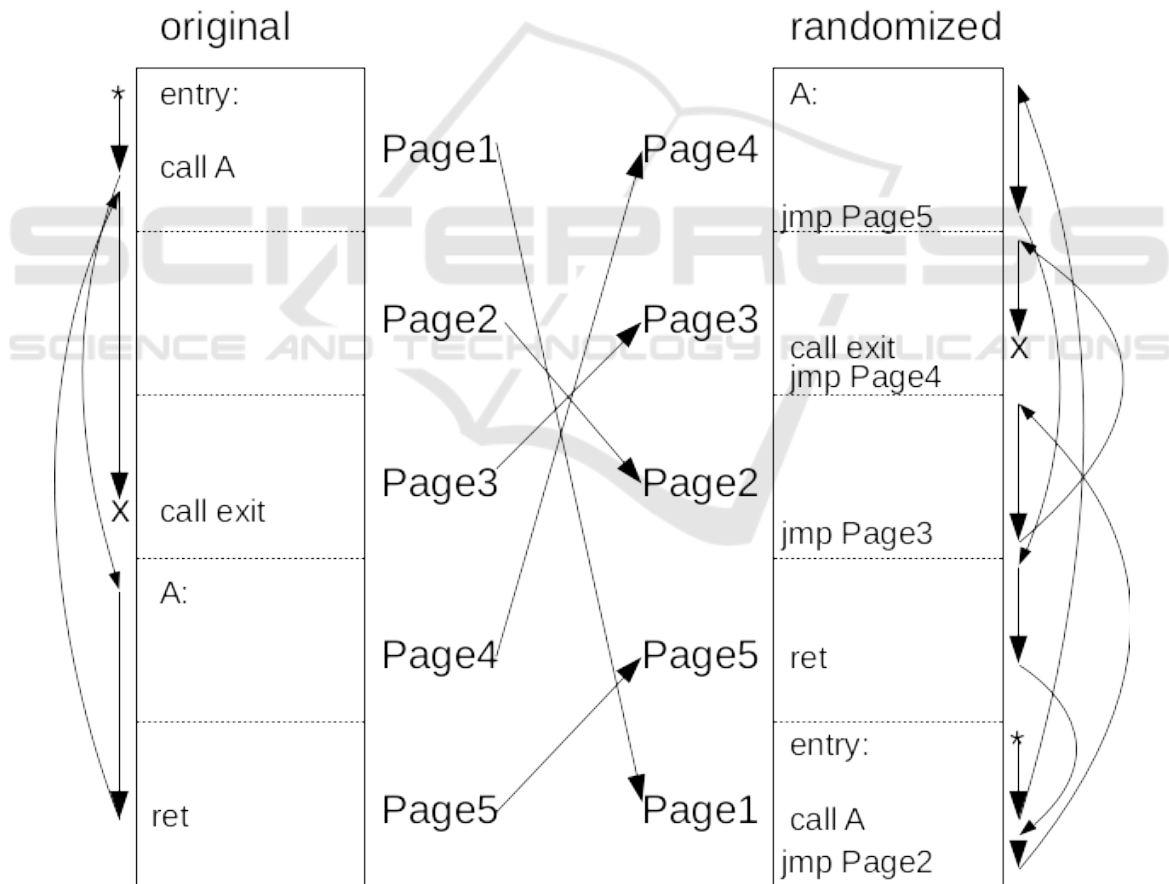 original
randomized
* entry:
call A
call exit
X
A:
ret
Page1
Page2
Page3
Page4
Page5
Page4
Page3
Page2
Page5
Page1
A:
jmp Page5
call exit
X
jmp Page4
jmp Page3
ret
entry: *
call A
jmp Page2
SCITEPRESS
SCIENCE AND TECHNOLOGY PUBLICATIONS